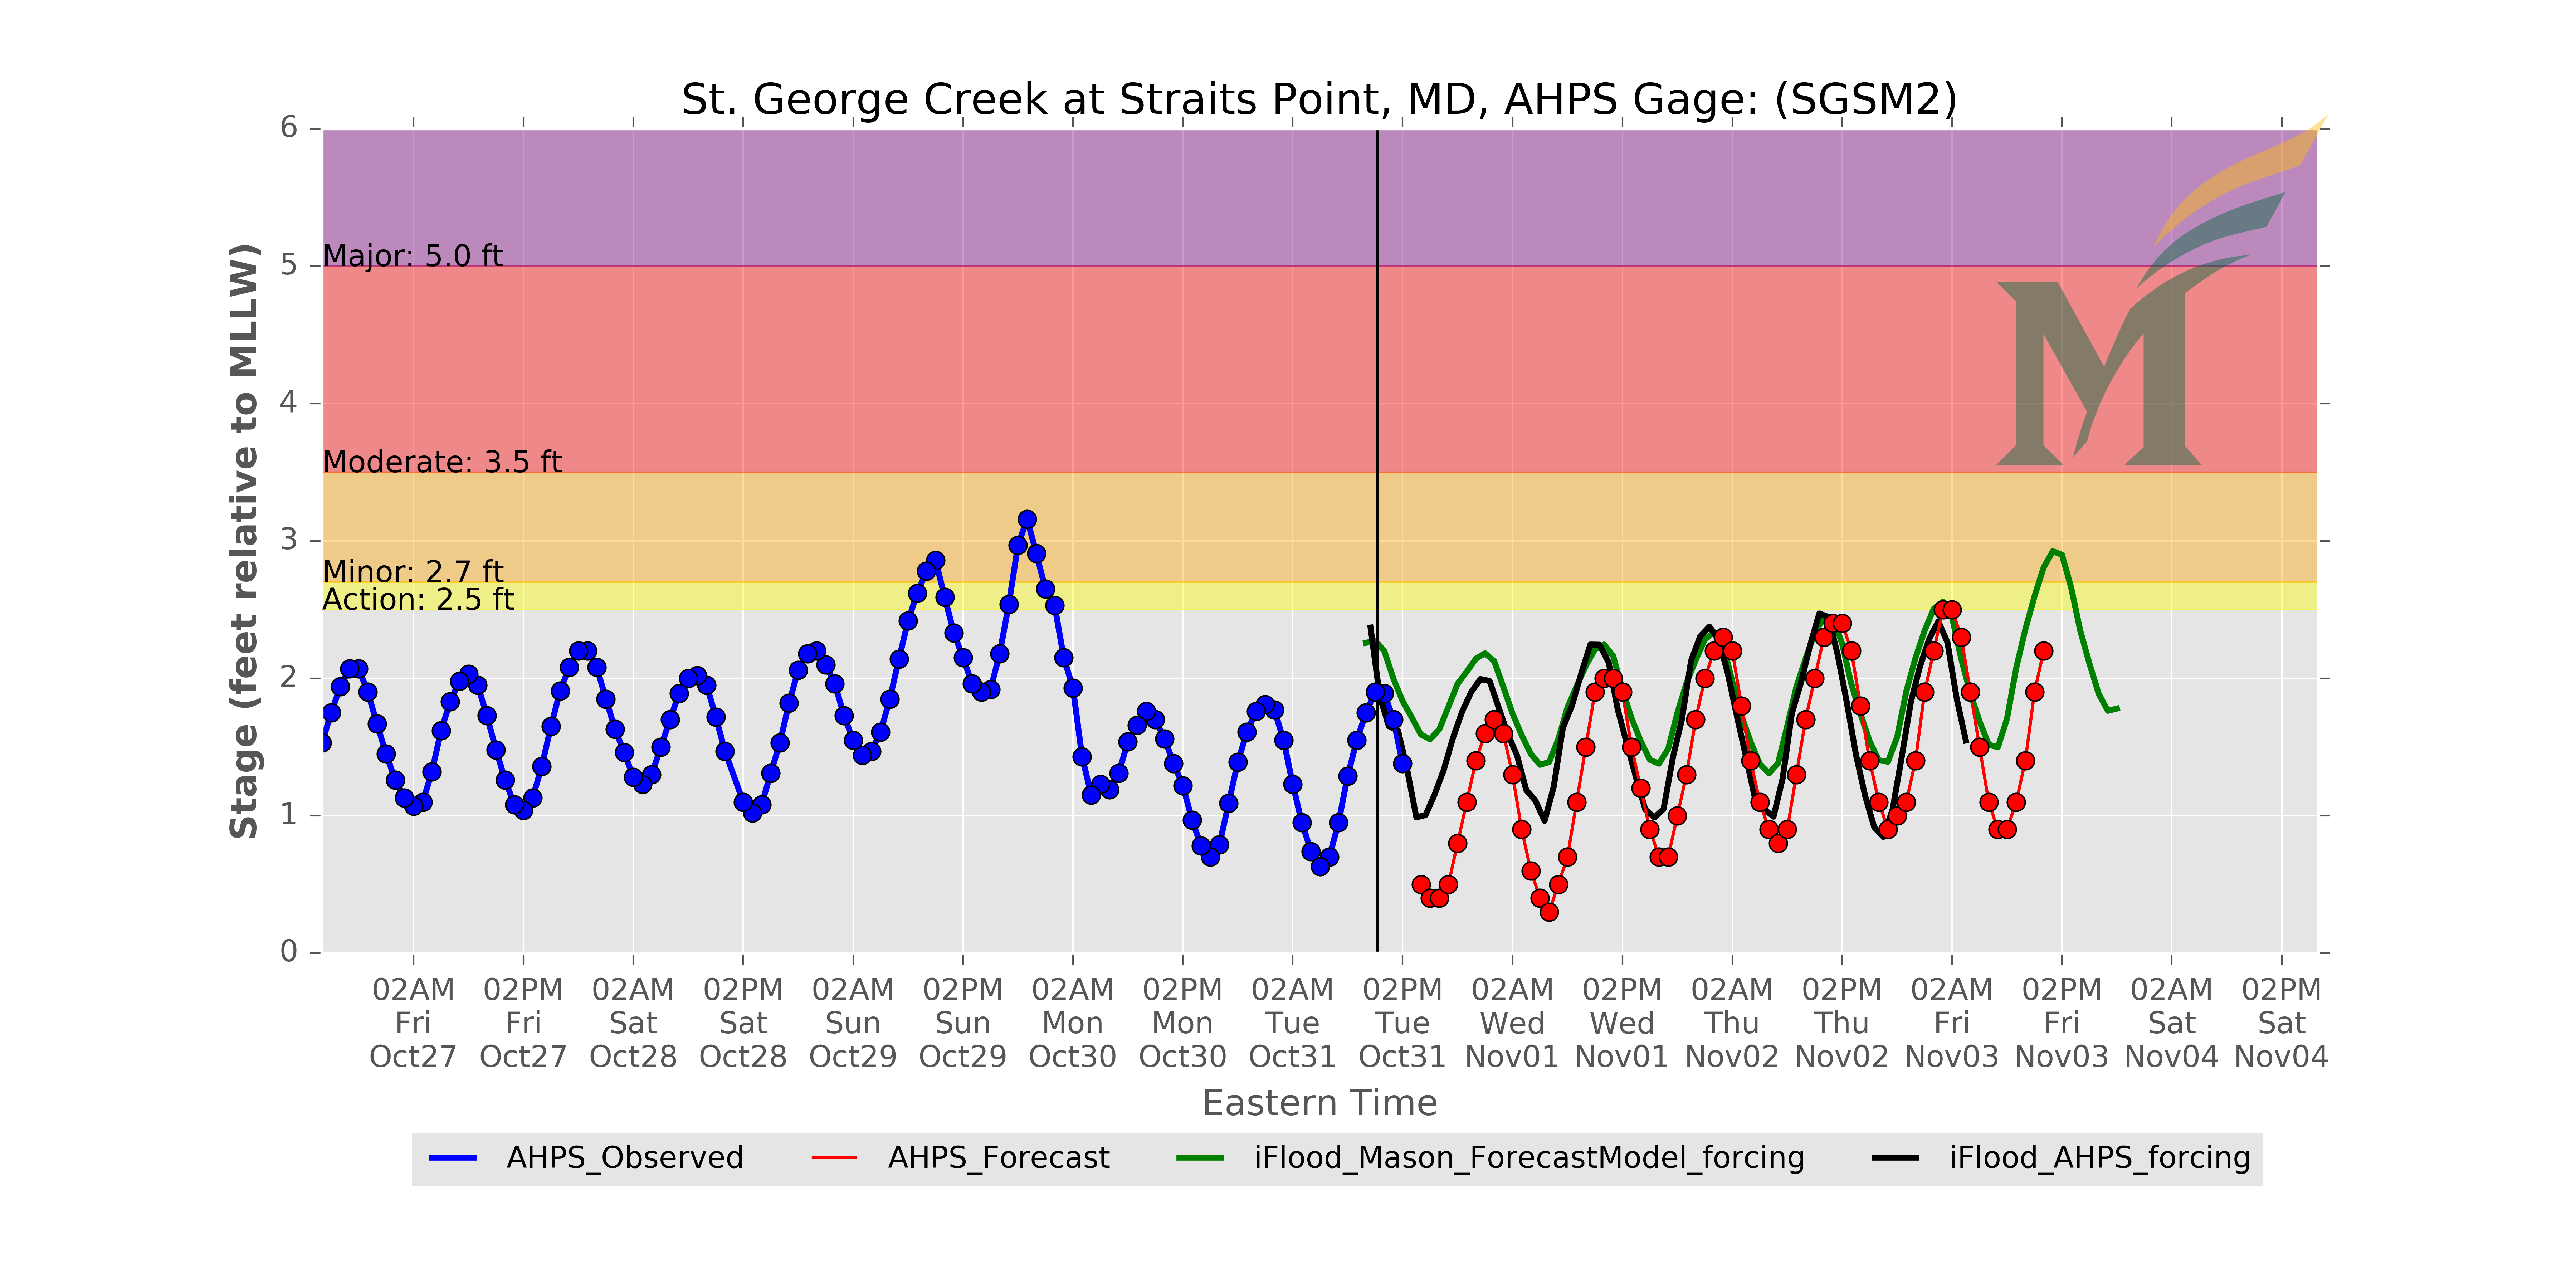 St. George Creek at Straits Point, MD, AHPS Gage: (SGSM2)
Stage (feet relative to MLLW)
6
5
4
3
2
1
0
Major: 5.0 ft
Moderate: 3.5 ft
Minor: 2.7 ft
Action: 2.5 ft
M
02AM 02PM 02AM 02PM 02AM 02PM 02AM 02PM 02AM 02PM 02AM 02PM 02AM 02PM 02AM 02PM 02AM 02PM
Fri Fri Sat Sat Sun Sun Mon Mon Tue Tue Wed Wed Thu Thu Fri Fri Sat Sat
Oct27 Oct27 Oct28 Oct28 Oct29 Oct29 Oct30 Oct30 Oct31 Oct31 Nov01 Nov01 Nov02 Nov02 Nov03 Nov03 Nov04 Nov04
Eastern Time
AHPS_Observed AHPS_Forecast iFlood_Mason_ForecastModel_forcing iFlood_AHPS_forcing